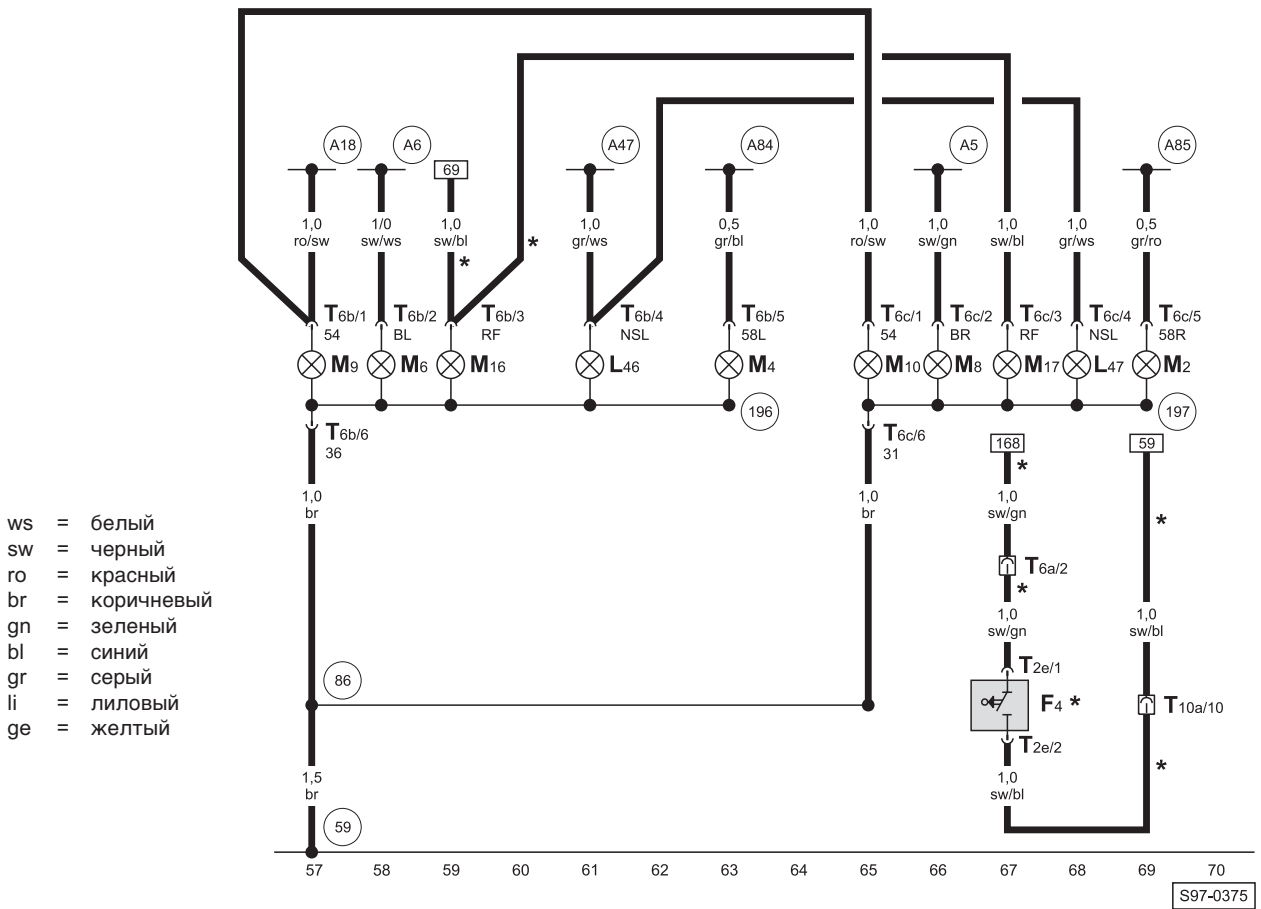 A18 A6 A47 A84 A5 A85
69
1,0 1/0 1,0 1,0 0,5 1,0 1,0 1,0 1,0 0,5
ro/sw sw/ws sw/bl gr/ws gr/bl ro/sw sw/gn sw/bl gr/ws gr/ro
*
*
T6b/1 T6b/2 T6b/3 T6b/4 T6b/5 T6c/1 T6c/2 T6c/3 T6c/4 T6c/5
54 BL RF NSL 58L 54 BR RF NSL 58R
M9 M6 M16 L46 M4 M10 M8 M17 L47 M2
196 197
T6b/6 T6c/6
36 31
168 59
*
1,0 1,0 1,0
br br sw/gn
*
ws = белый
sw = черный
ro = красный
br = коричневый
gn = зеленый
bl = синий
gr = серый
li = лиловый
ge = желтый
T6a/2
*
1,0 1,0
sw/gn sw/bl
T2e/1
86
F4 * T10a/10
T2e/2
*
1,5 1,0
br sw/bl
59
57 58 59 60 61 62 63 64 65 66 67 68 69 70
S97-0375